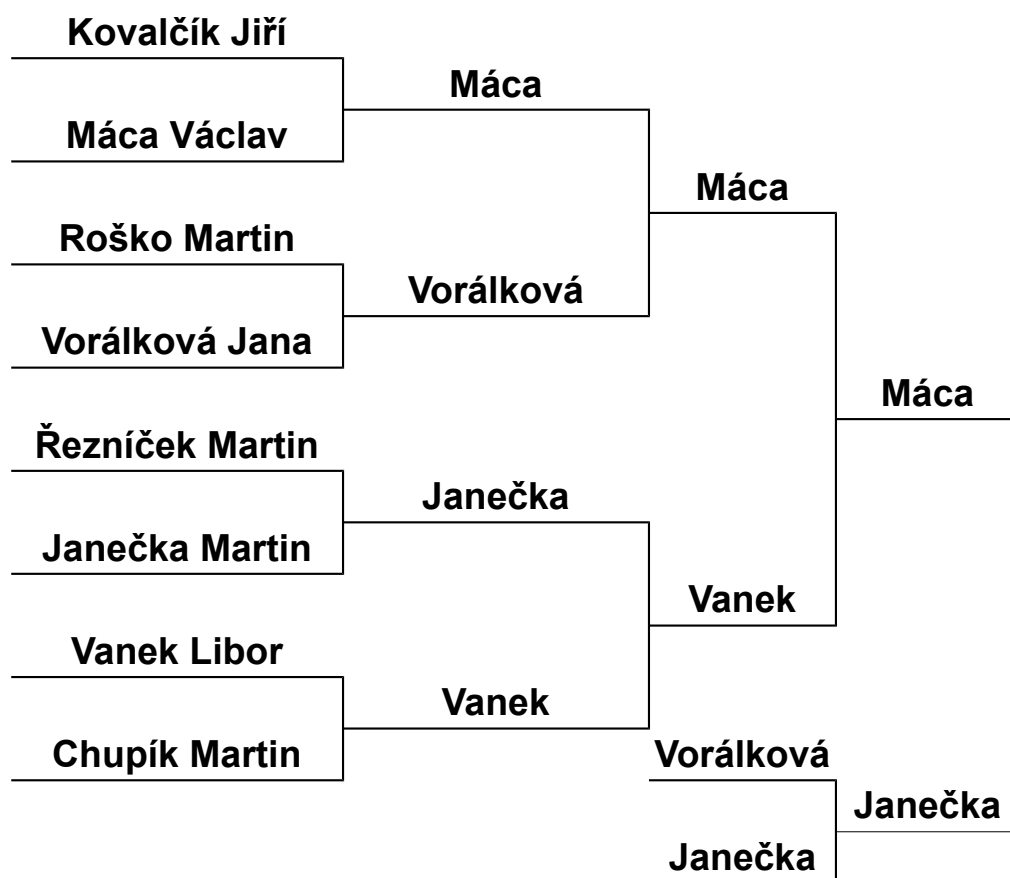 Kovalčík Jiří
Máca
Máca Václav
Máca
Roško Martin
Vorálková
Vorálková Jana
Máca
Řezníček Martin
Janečka
Janečka Martin
Vanek
Vanek Libor
Vanek
Chupík Martin
Vorálková
Janečka
Janečka